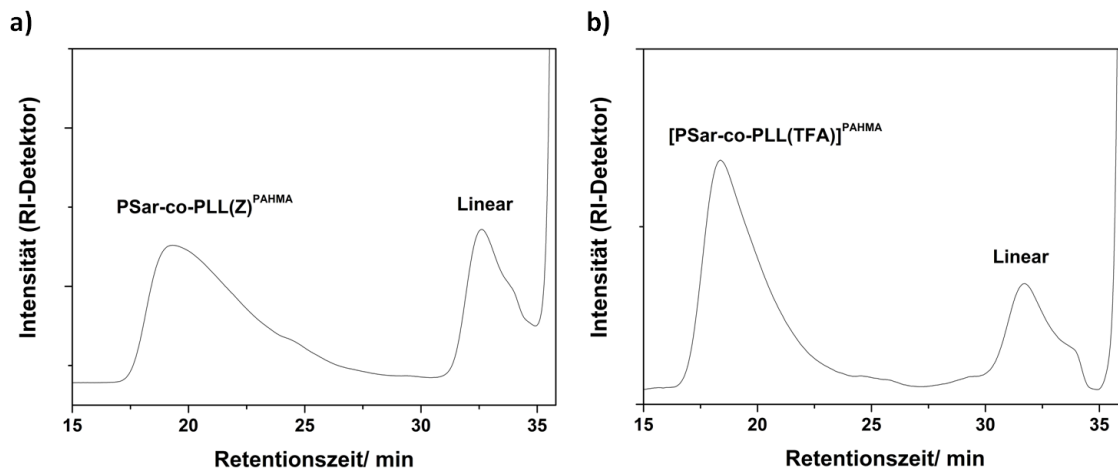 a)
Intensität (RI-Detektor)
PSar-co-PLL(Z)^PAHMA
Linear
15 20 25 30 35
Retentionszeit/ min
b)
Intensität (RI-Detektor)
[PSar-co-PLL(TFA)]^PAHMA
Linear
15 20 25 30 35
Retentionszeit/ min